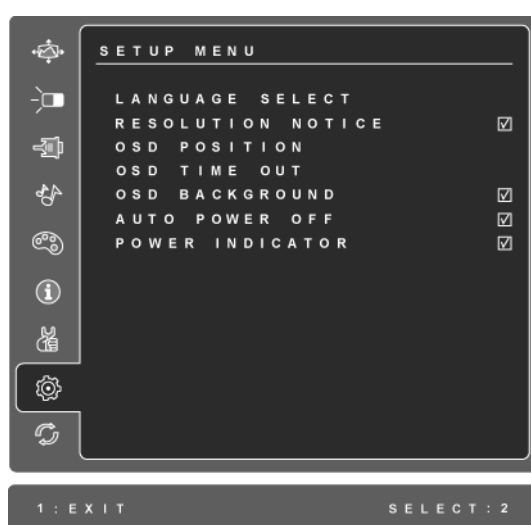 SETUP MENU
LANGUAGE SELECT
RESOLUTION NOTICE ☑
OSD POSITION
OSD TIME OUT
OSD BACKGROUND ☑
AUTO POWER OFF ☑
POWER INDICATOR ☑
1:EXIT SELECT:2